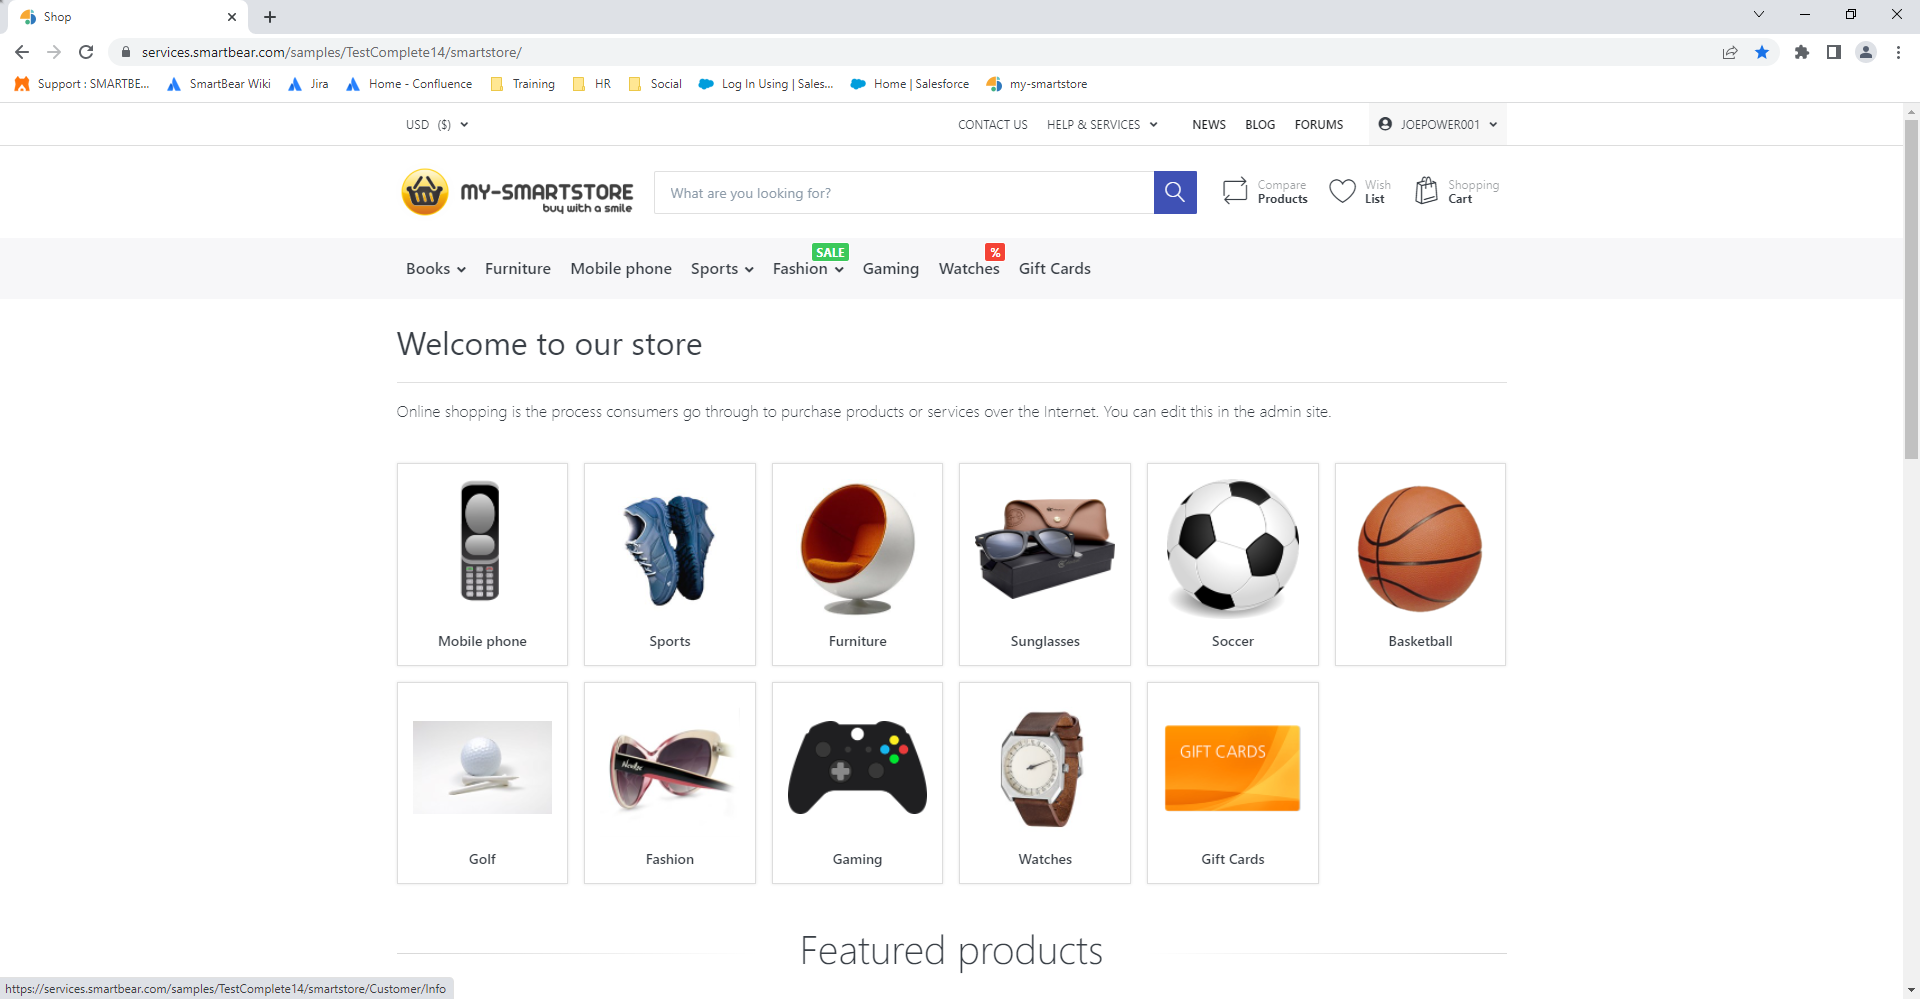 Shop
services.smartbear.com/samples/TestComplete14/smartstore/
Support : SMARTBE... SmartBear Wiki Jira Home - Confluence Training HR Social Log In Using | Sales... Home | Salesforce my-smartstore
USD ($) CONTACT US HELP & SERVICES NEWS BLOG FORUMS JOEPOWER001
MY-SMARTSTORE
buy with a smile
What are you looking for?
Compare
Products
Wish
List
Shopping
Cart
SALE %
Books Furniture Mobile phone Sports Fashion Gaming Watches Gift Cards
Welcome to our store
Online shopping is the process consumers go through to purchase products or services over the Internet. You can edit this in the admin site.
Mobile phone Sports Furniture Sunglasses Soccer Basketball
GIFT CARDS
Golf Fashion Gaming Watches Gift Cards
Featured products
https://services.smartbear.com/samples/TestComplete14/smartstore/Customer/Info